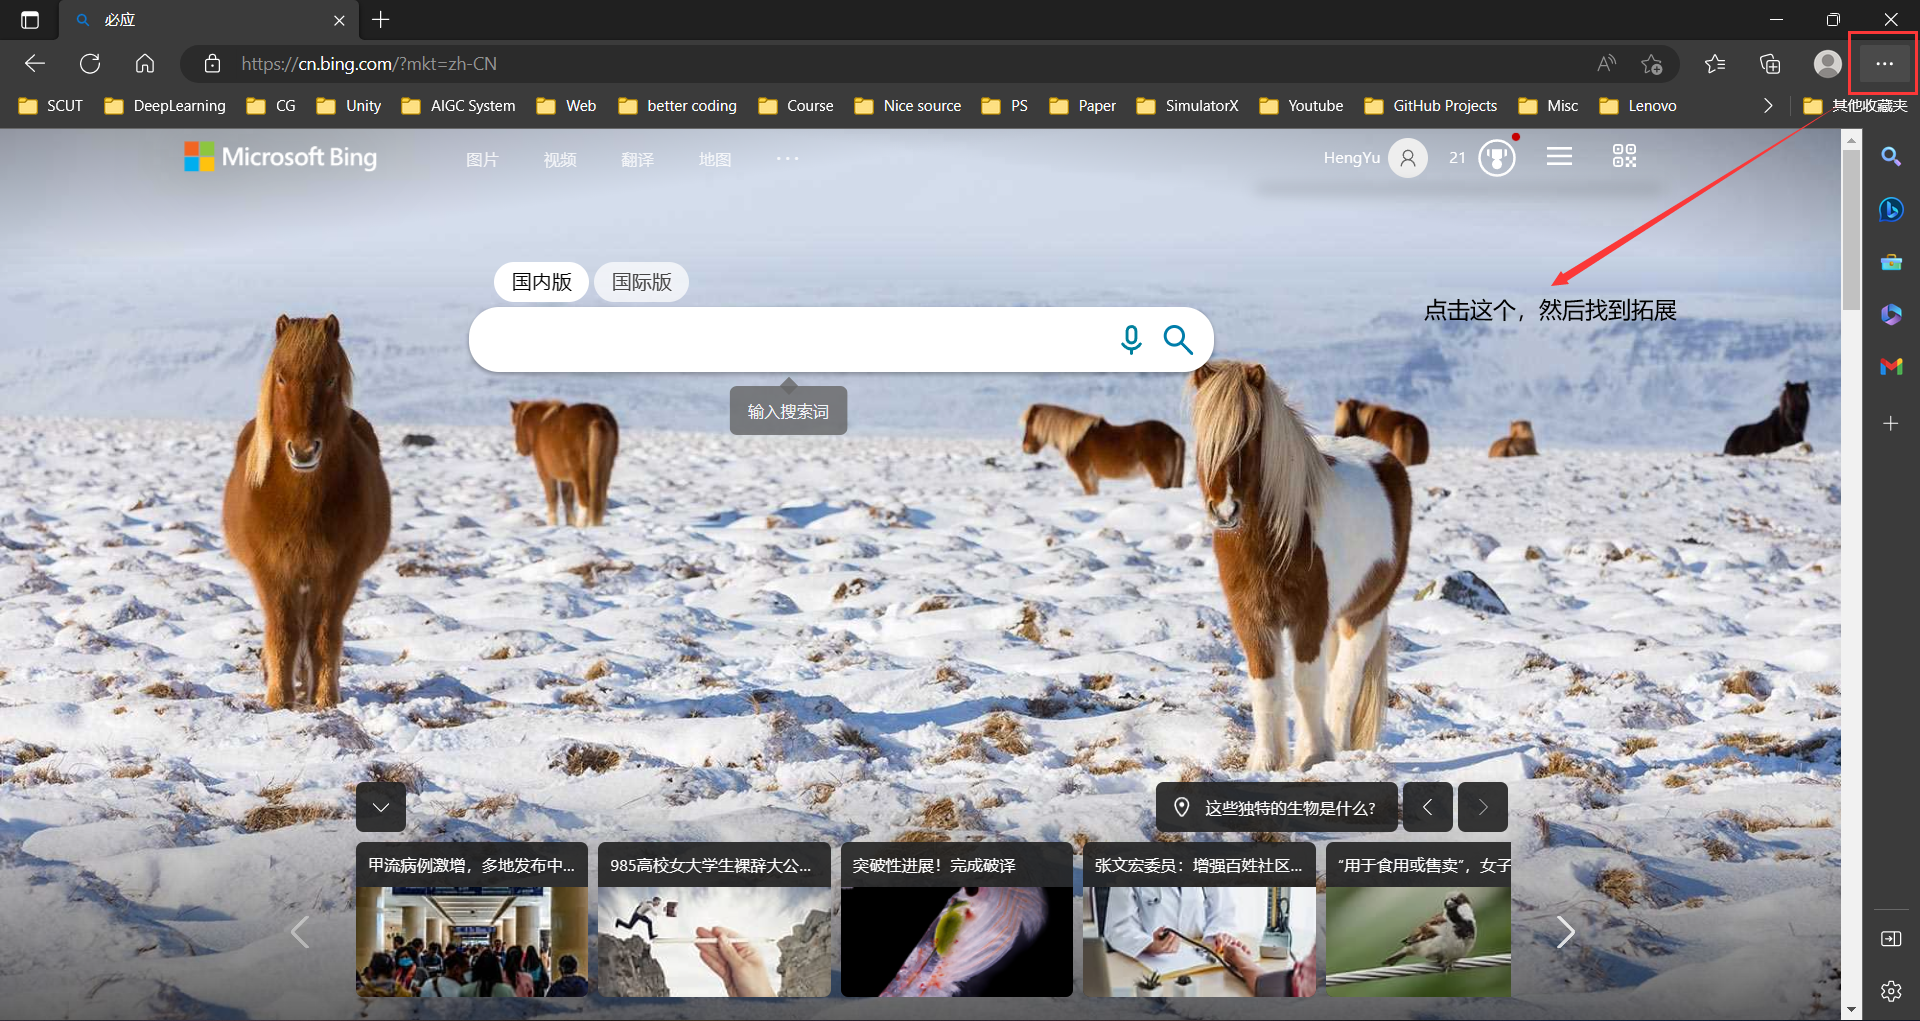 必应
https://cn.bing.com/?mkt=zh-CN
SCUT DeepLearning CG Unity AIGC System Web better coding Course Nice source PS Paper SimulatorX Youtube GitHub Projects Misc Lenovo 其他收藏夹
Microsoft Bing 图片 视频 翻译 地图 ··· HengYu 21
国内版 国际版
点击这个，然后找到拓展
输入搜索词
这些独特的生物是什么?
甲流病例激增，多地发布中...
985高校女大学生裸辞大公...
突破性进展！完成破译
张文宏委员：增强百姓社区...
“用于食用或售卖”，女子